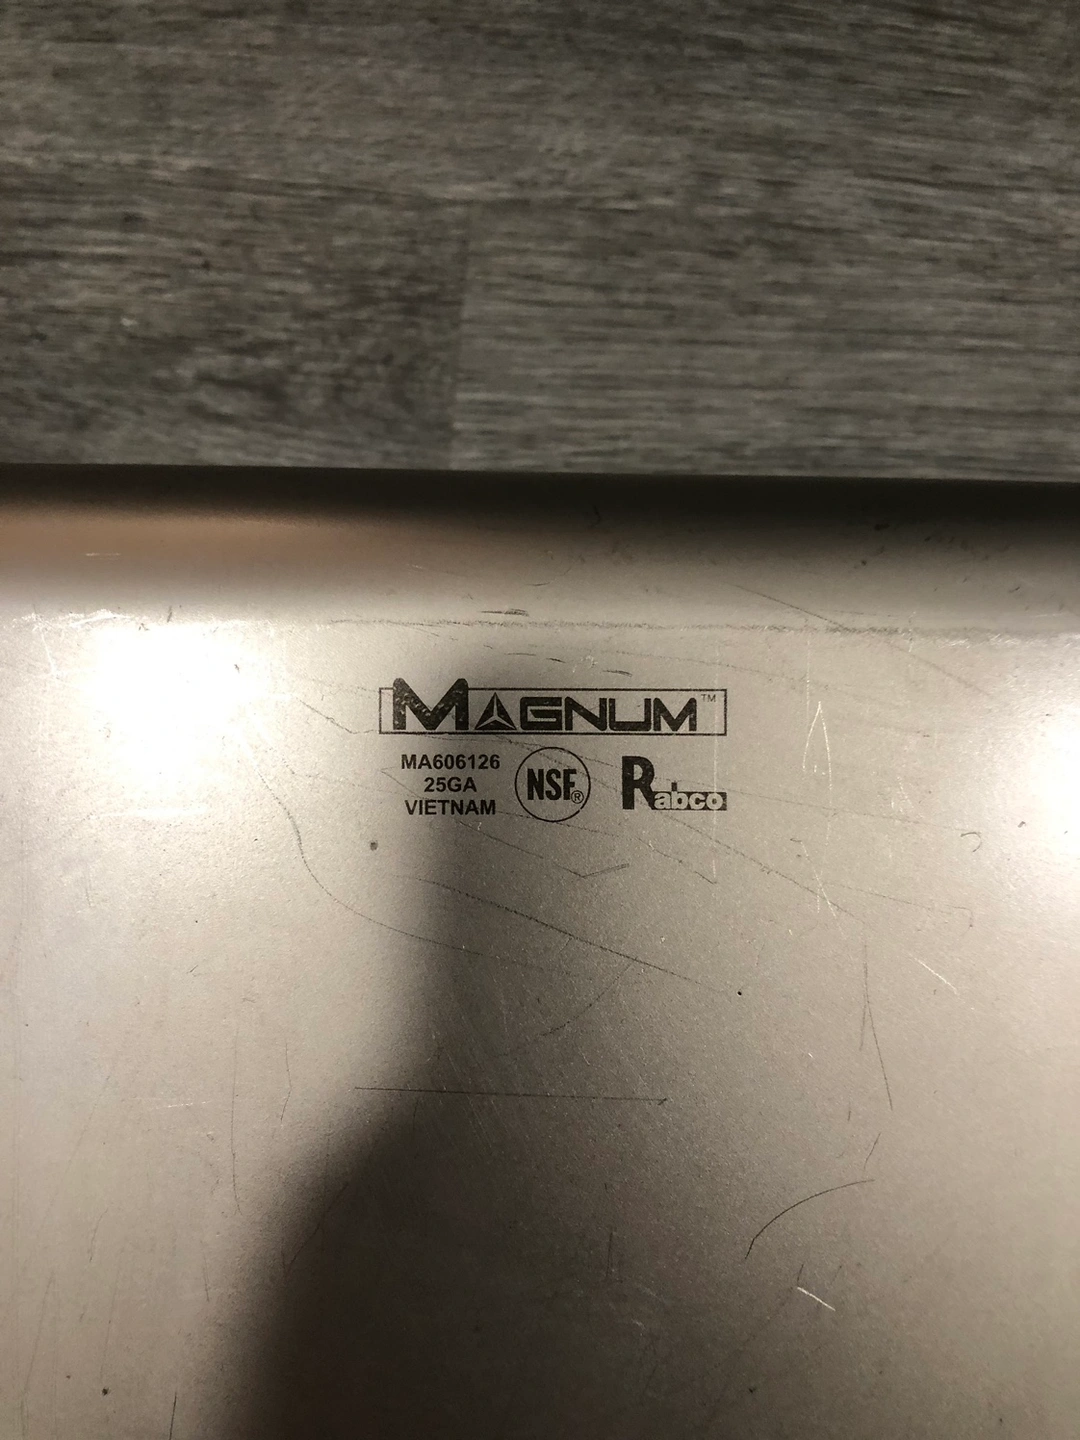 MAGNUM™
MA606126
25GA
VIETNAM
NSF®
Rabco